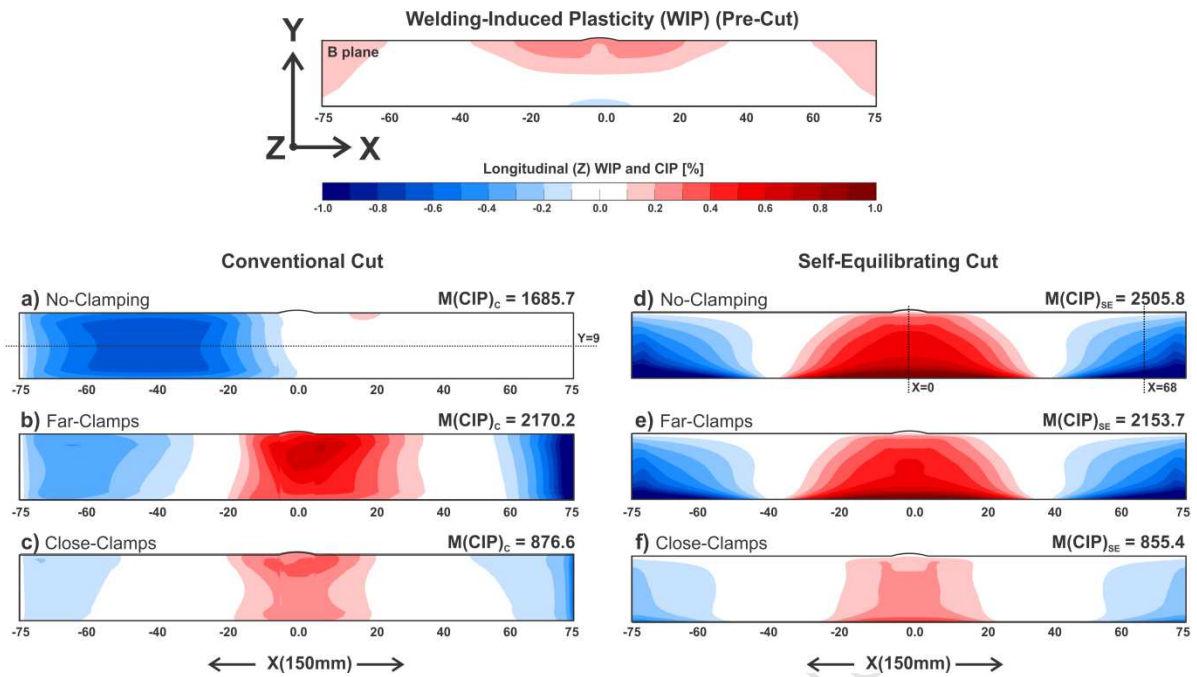 Welding-Induced Plasticity (WIP) (Pre-Cut)
Y
B plane
Z X
-75 -60 -40 -20 0.0 20 40 60 75
Longitudinal (Z) WIP and CIP [%]
-1.0 -0.8 -0.6 -0.4 -0.2 0.0 0.2 0.4 0.6 0.8 1.0
Conventional Cut
a) No-Clamping M(CIP)C = 1685.7
Y=9
-75 -60 -40 -20 0.0 20 40 60 75
b) Far-Clamps M(CIP)C = 2170.2
-75 -60 -40 -20 0.0 20 40 60 75
c) Close-Clamps M(CIP)C = 876.6
-75 -60 -40 -20 0.0 20 40 60 75
X(150mm)
Self-Equilibrating Cut
d) No-Clamping M(CIP)SE = 2505.8
X=0 X=68
-75 -60 -40 -20 0.0 20 40 60 75
e) Far-Clamps M(CIP)SE = 2153.7
-75 -60 -40 -20 0.0 20 40 60 75
f) Close-Clamps M(CIP)SE = 855.4
-75 -60 -40 -20 0.0 20 40 60 75
X(150mm)